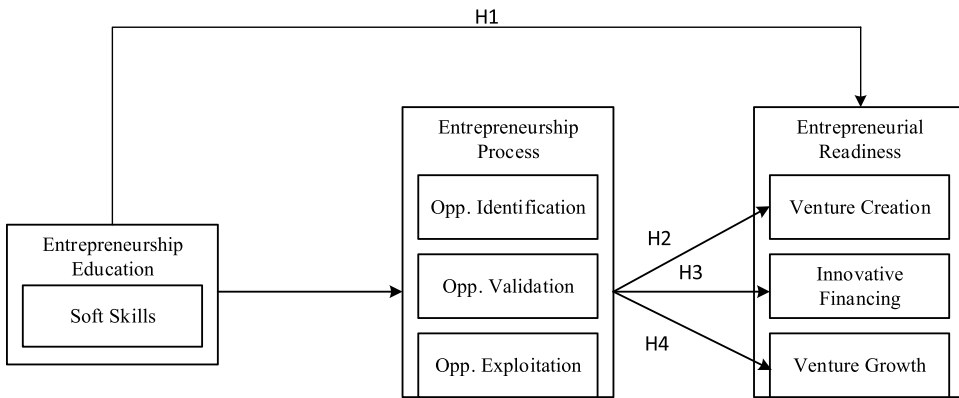 H1
Entrepreneurship
Education
Soft Skills
Entrepreneurship
Process
Opp. Identification
Opp. Validation
Opp. Exploitation
H2
H3
H4
Entrepreneurial
Readiness
Venture Creation
Innovative
Financing
Venture Growth